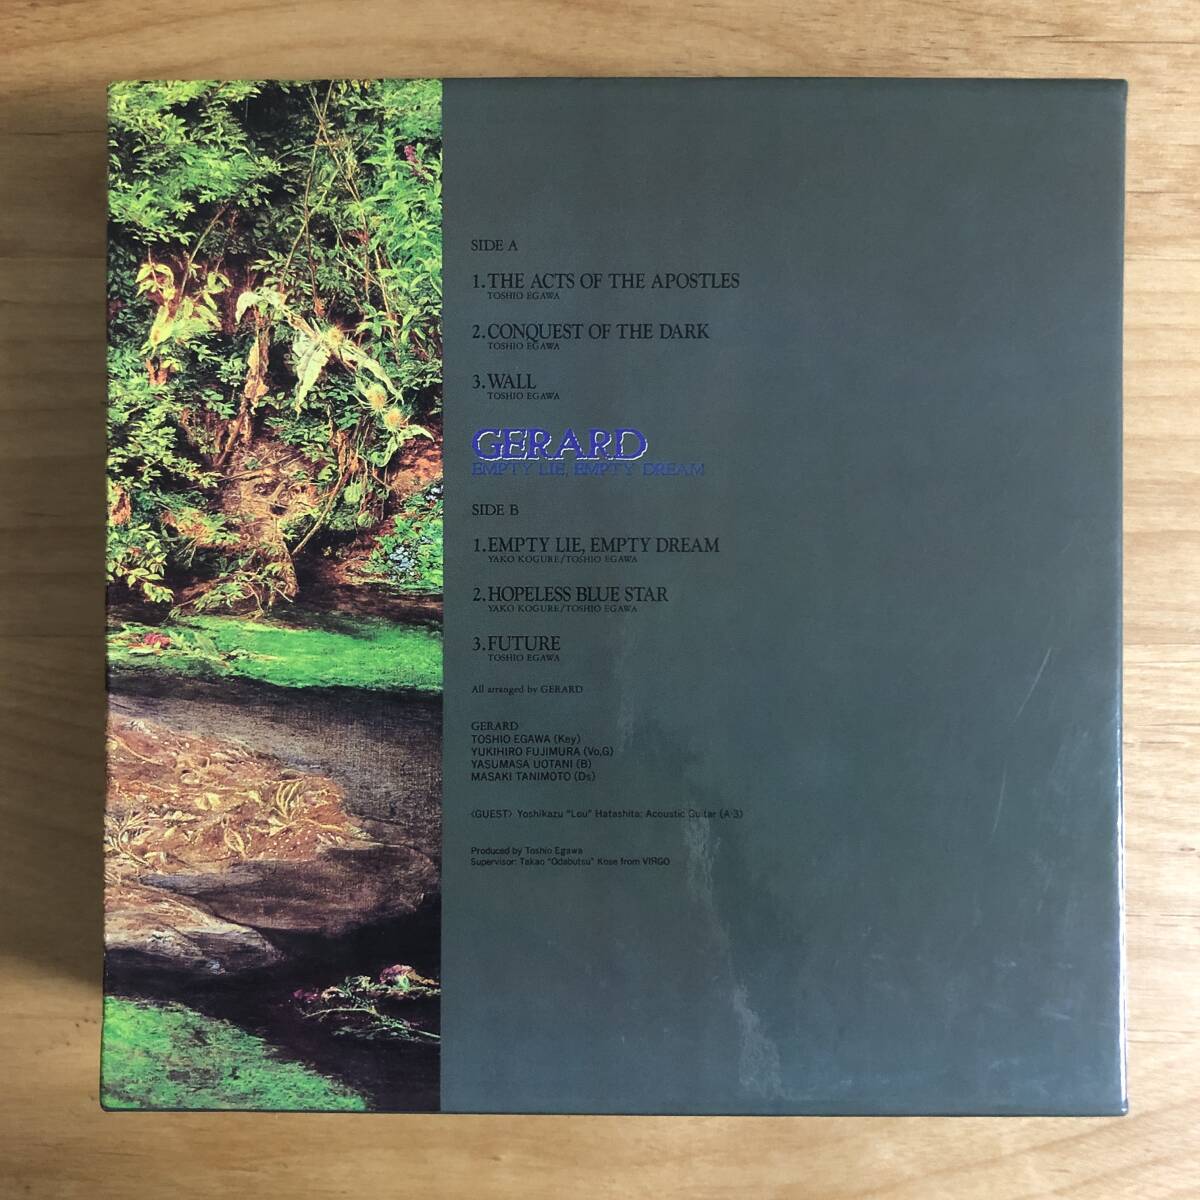 SIDE A
1.THE ACTS OF THE APOSTLES
TOSHIO EGAWA
2.CONQUEST OF THE DARK
TOSHIO EGAWA
3.WALL
TOSHIO EGAWA
GERARD
EMPTY LIE, EMPTY DREAM
SIDE B
1.EMPTY LIE, EMPTY DREAM
YAKO KOGURE/TOSHIO EGAWA
2.HOPELESS BLUE STAR
YAKO KOGURE/TOSHIO EGAWA
3.FUTURE
TOSHIO EGAWA
All arranged by GERARD
GERARD
TOSHIO EGAWA (Key)
YUKIHIRO FUJIMURA (Vo,G)
YASUMASA UOTANI (B)
MASAKI TANIMOTO (Ds)
〈GUEST〉 Yoshikazu "Lou" Hatashita: Acoustic Guitar (A-3)
Produced by Toshio Egawa
Supervisor: Takao "Odabutsu" Kose from VIRGO